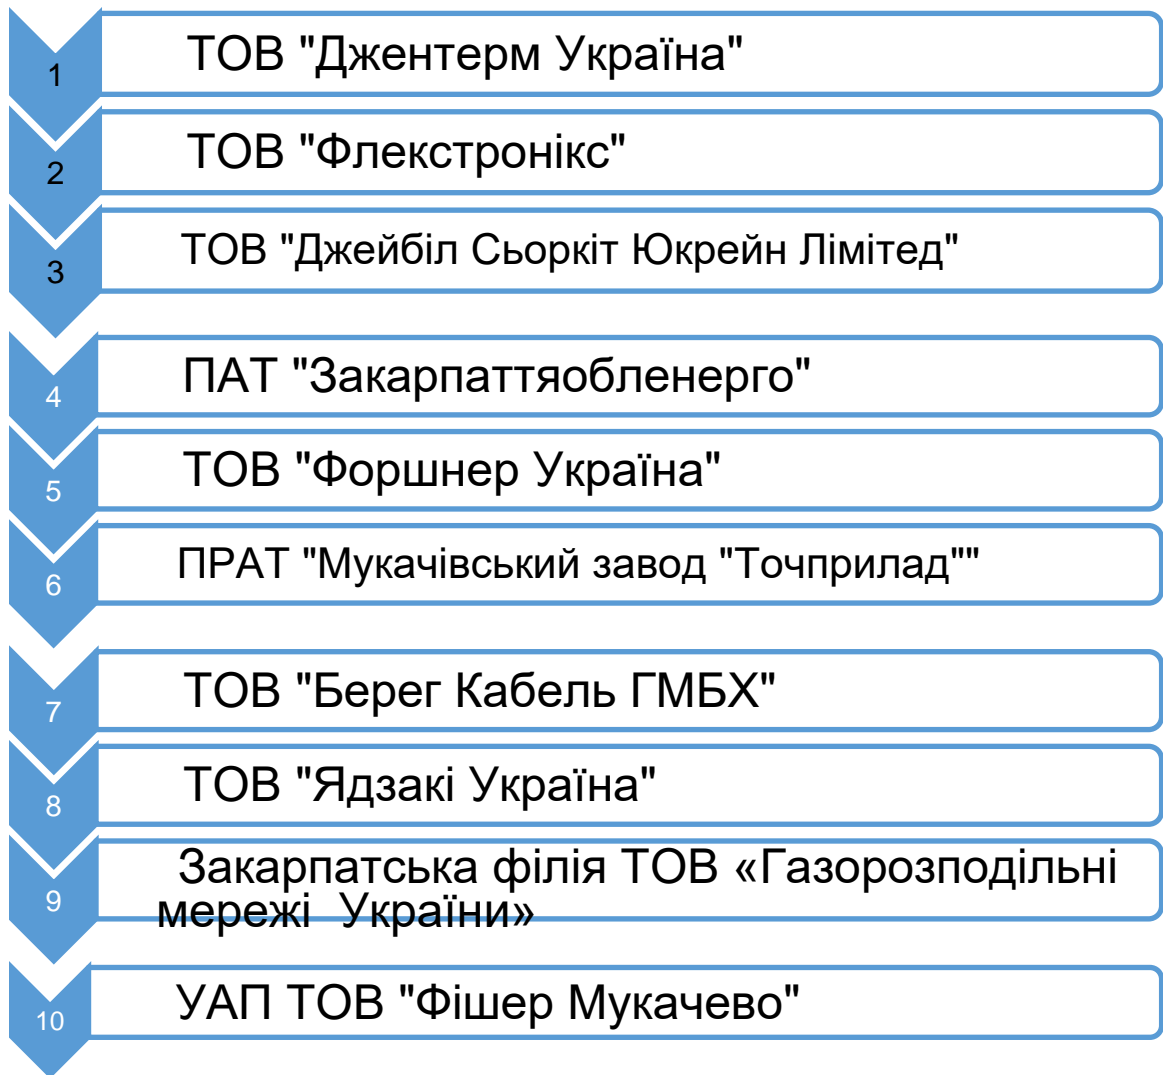 1 ТОВ "Джентерм Україна"
2 ТОВ "Флекстронікс"
3 ТОВ "Джейбіл Сьоркіт Юкрейн Лімітед"
4 ПАТ "Закарпаттяобленерго"
5 ТОВ "Форшнер Україна"
6 ПРАТ "Мукачівський завод "Точприлад""
7 ТОВ "Берег Кабель ГМБХ"
8 ТОВ "Ядзакі Україна"
9 Закарпатська філія ТОВ «Газорозподільні
мережі України»
10 УАП ТОВ "Фішер Мукачево"